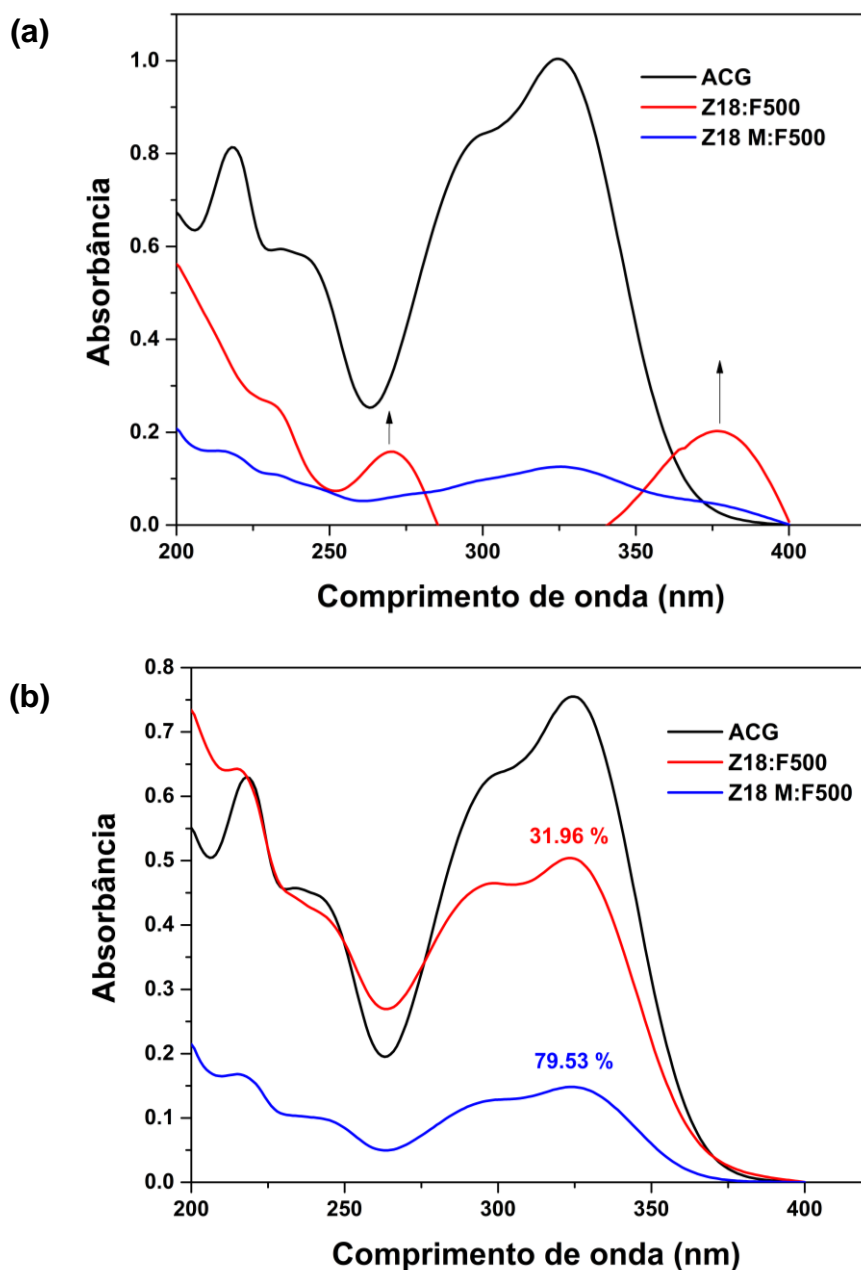 (a)
1.0
0.8
0.6
0.4
0.2
0.0
Absorbância
ACG
Z18:F500
Z18 M:F500
200
250
300
350
400
Comprimento de onda (nm)
(b)
0.8
0.7
0.6
0.5
0.4
0.3
0.2
0.1
0.0
Absorbância
ACG
Z18:F500
Z18 M:F500
31.96 %
79.53 %
200
250
300
350
400
Comprimento de onda (nm)